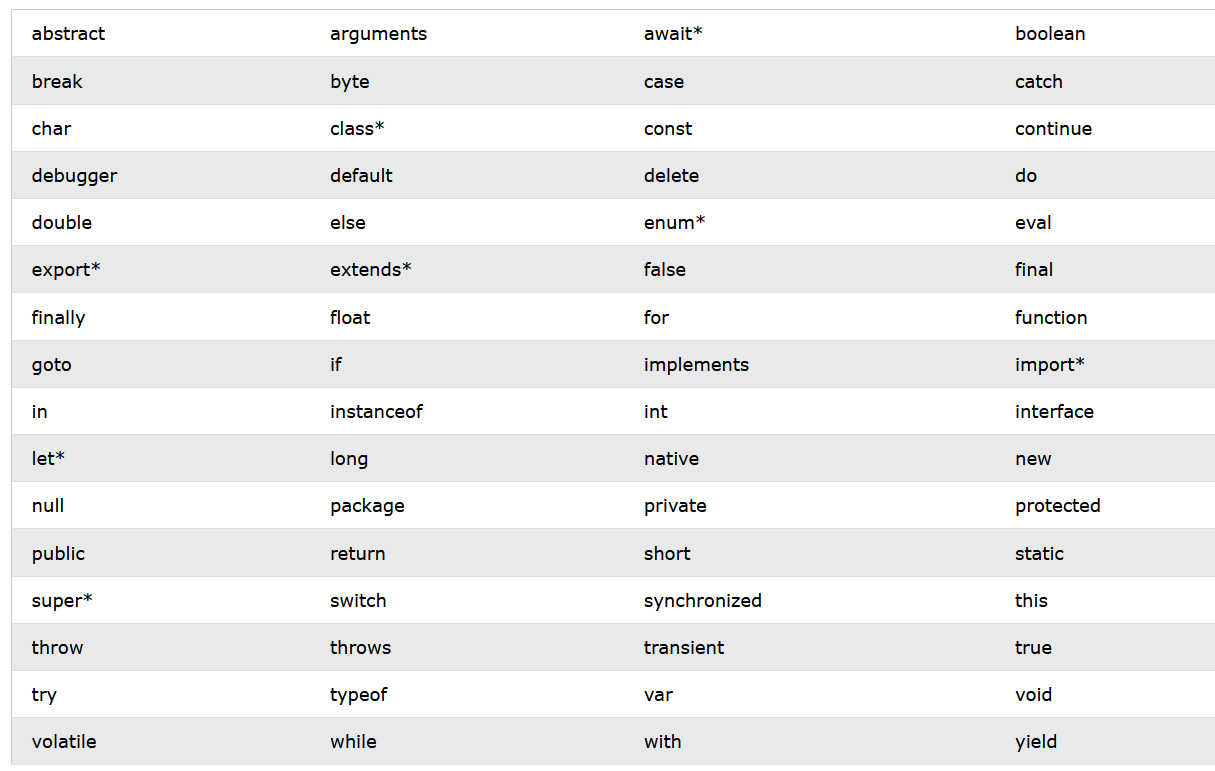 abstract arguments await* boolean
break byte case catch
char class* const continue
debugger default delete do
double else enum* eval
export* extends* false final
finally float for function
goto if implements import*
in instanceof int interface
let* long native new
null package private protected
public return short static
super* switch synchronized this
throw throws transient true
try typeof var void
volatile while with yield